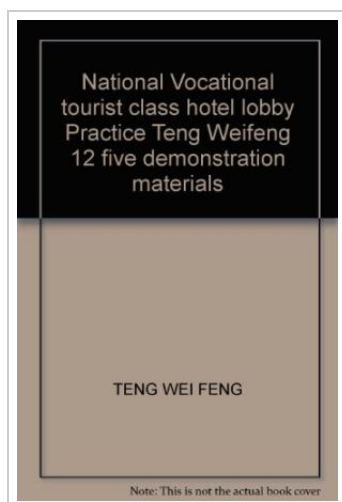 National Vocational
tourist class hotel lobby
Practice Teng Weifeng
12 five demonstration
materials
TENG WEI FENG
Note: This is not the actual book cover